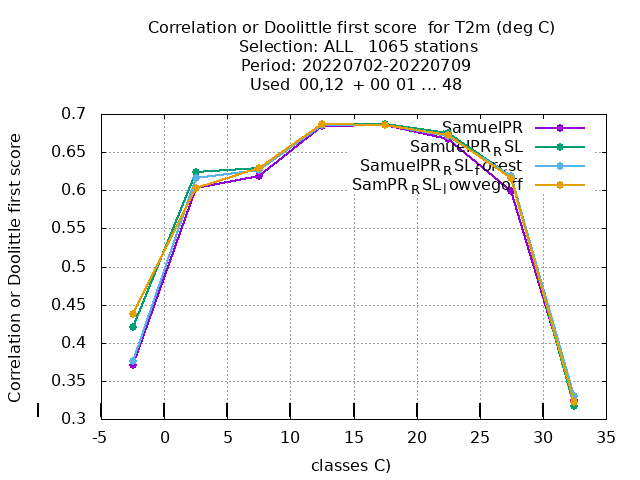 Correlation or Doolittle first score  for T2m (deg C)
Selection: ALL   1065 stations
Period: 20220702-20220709
Used  00,12  + 00 01 ... 48
Correlation or Doolittle first score
0.7
0.65
0.6
0.55
0.5
0.45
0.4
0.35
0.3
SamuelPR
SamuelPR_RSL
SamuelPR_RSL_forest
SamPR_RSL_lowvegoff
-5
0
5
10
15
20
25
30
35
classes C)